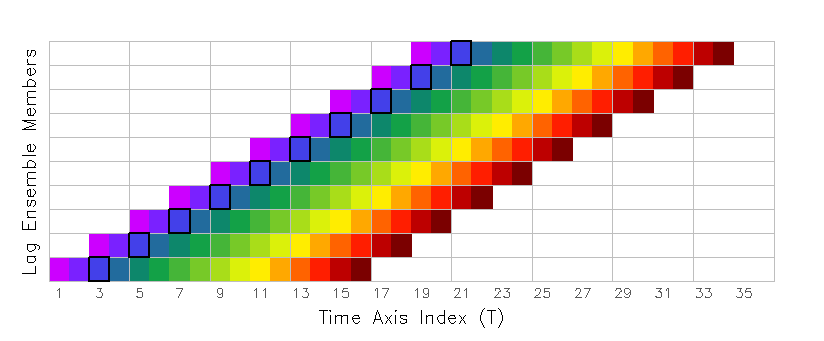 Lag Ensemble Members
1 3 5 7 9 11 13 15 17 19 21 23 25 27 29 31 33 35
Time Axis Index (T)